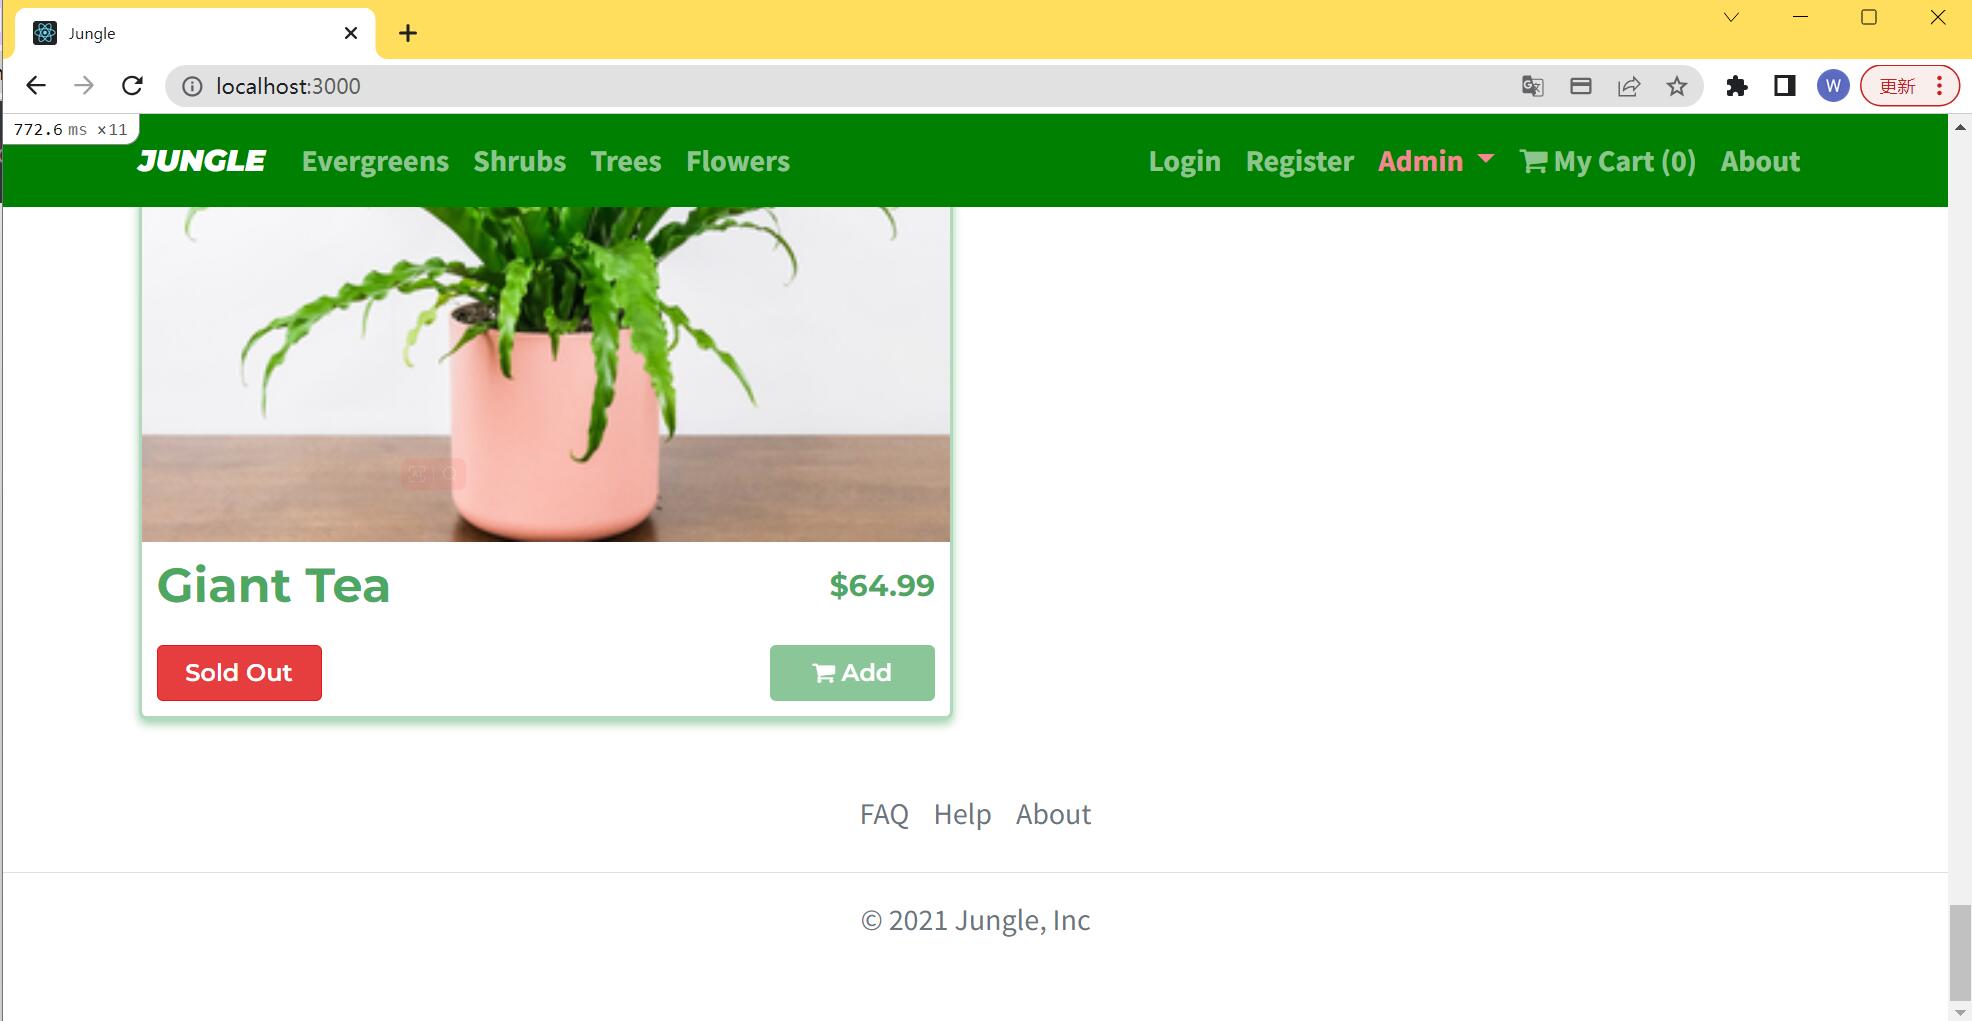 Jungle
localhost:3000
W
更新
772.6 ms ×11
JUNGLE Evergreens Shrubs Trees Flowers Login Register Admin My Cart (0) About
Giant Tea $64.99
Sold Out Add
FAQ Help About
© 2021 Jungle, Inc